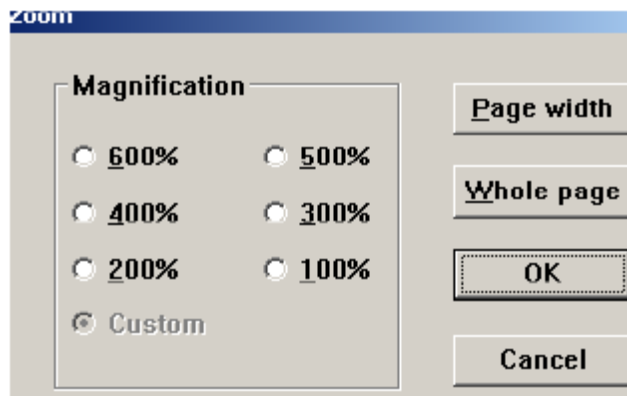 Zoom
Magnification
Page width
600% 500%
Whole page
400% 300%
200% 100%
OK
Custom
Cancel